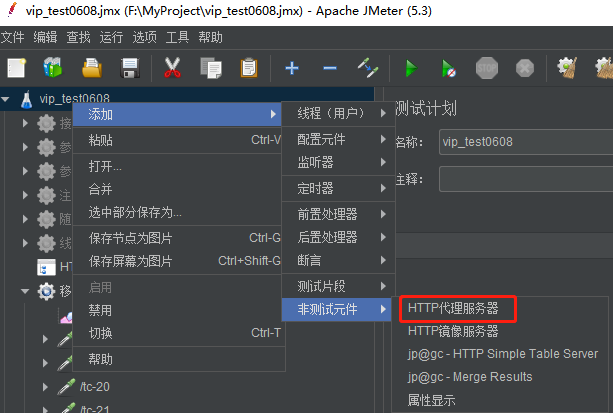 vip_test0608.jmx (F:\MyProject\vip_test0608.jmx) - Apache JMeter (5.3)
文件 编辑 查找 运行 选项 工具 帮助
STOP
vip_test0608
接
参
参
注
随
线
HT
移
/tc-20
/tc-21
添加
粘贴 Ctrl-V
打开...
合并
选中部分保存为...
保存节点为图片 Ctrl-G
保存屏幕为图片 Ctrl+Shift-G
启用
禁用
切换 Ctrl-T
帮助
线程（用户）
配置元件
监听器
定时器
前置处理器
后置处理器
断言
测试片段
非测试元件
HTTP代理服务器
HTTP镜像服务器
jp@gc - HTTP Simple Table Server
jp@gc - Merge Results
属性显示
测试计划
名称： vip_test0608
注释：